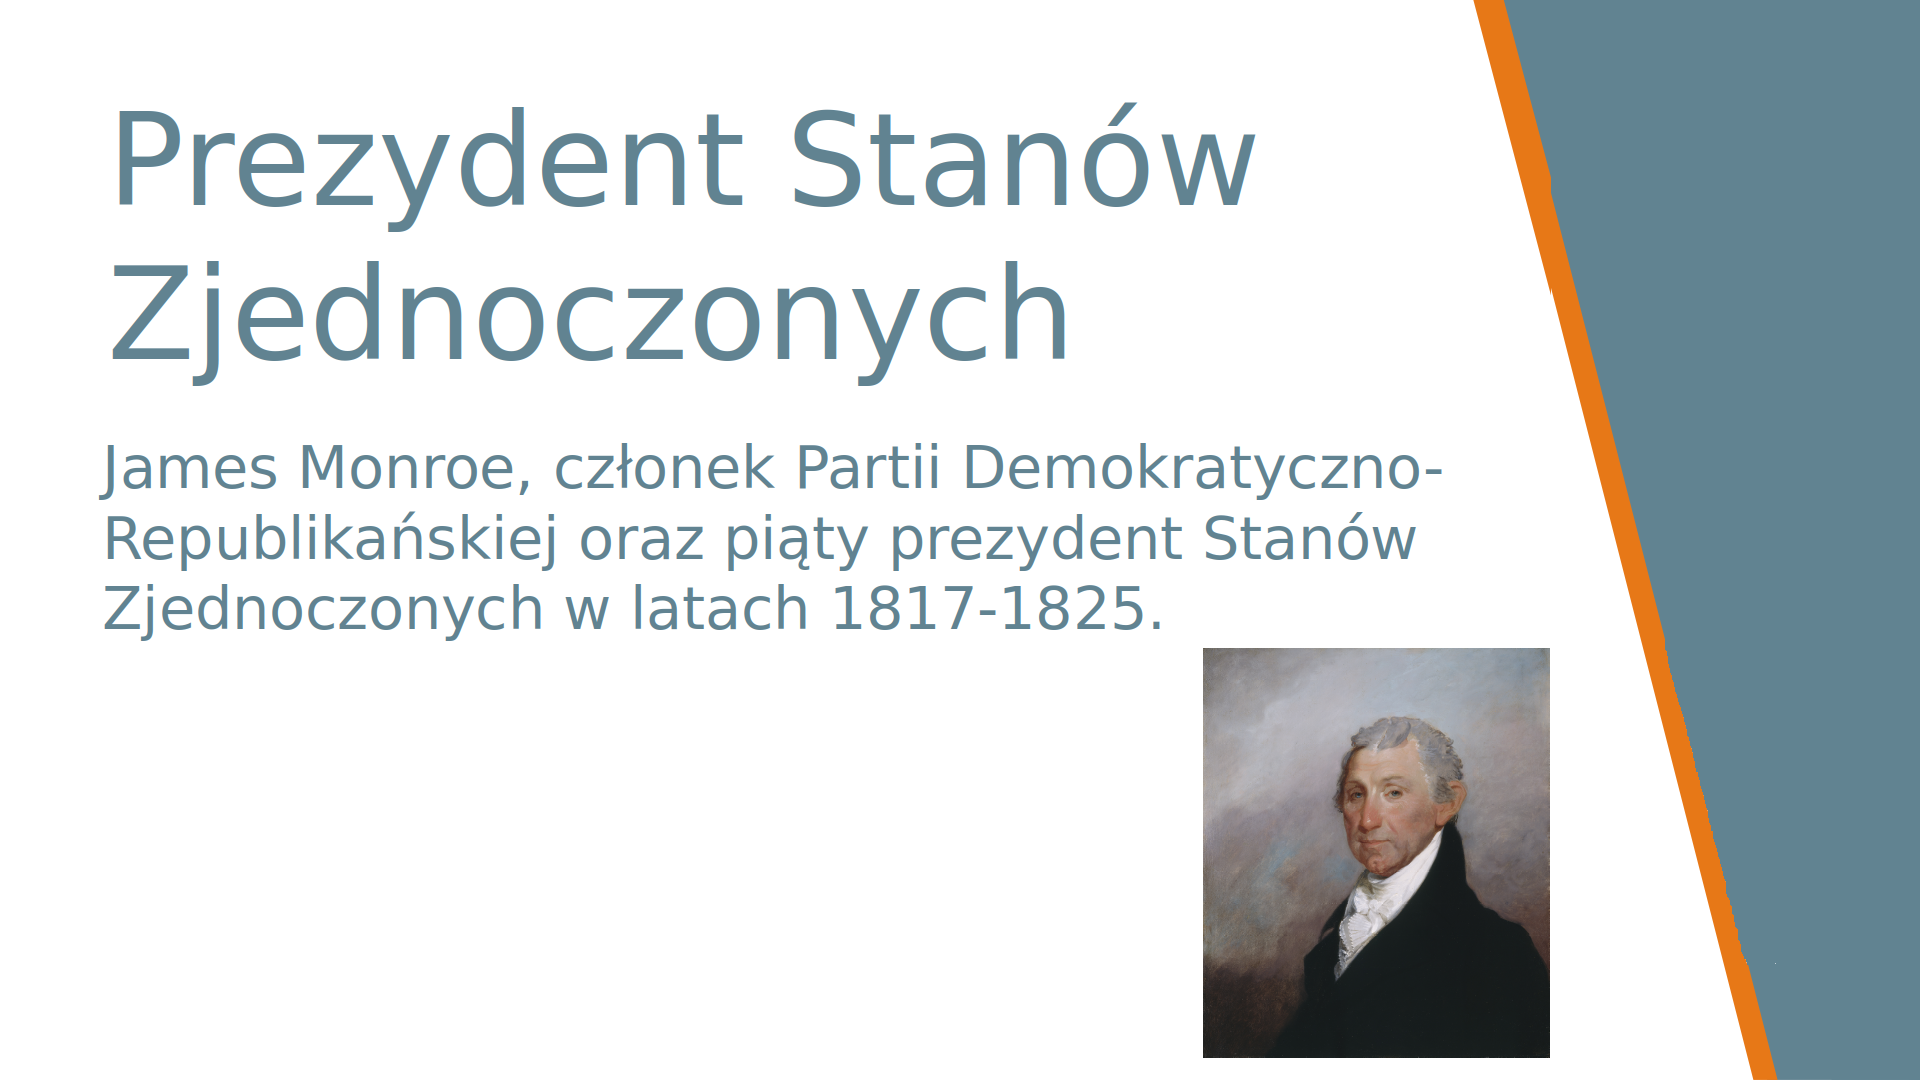 Prezydent Stanów
Zjednoczonych
James Monroe, członek Partii Demokratyczno-
Republikańskiej oraz piąty prezydent Stanów
Zjednoczonych w latach 1817-1825.